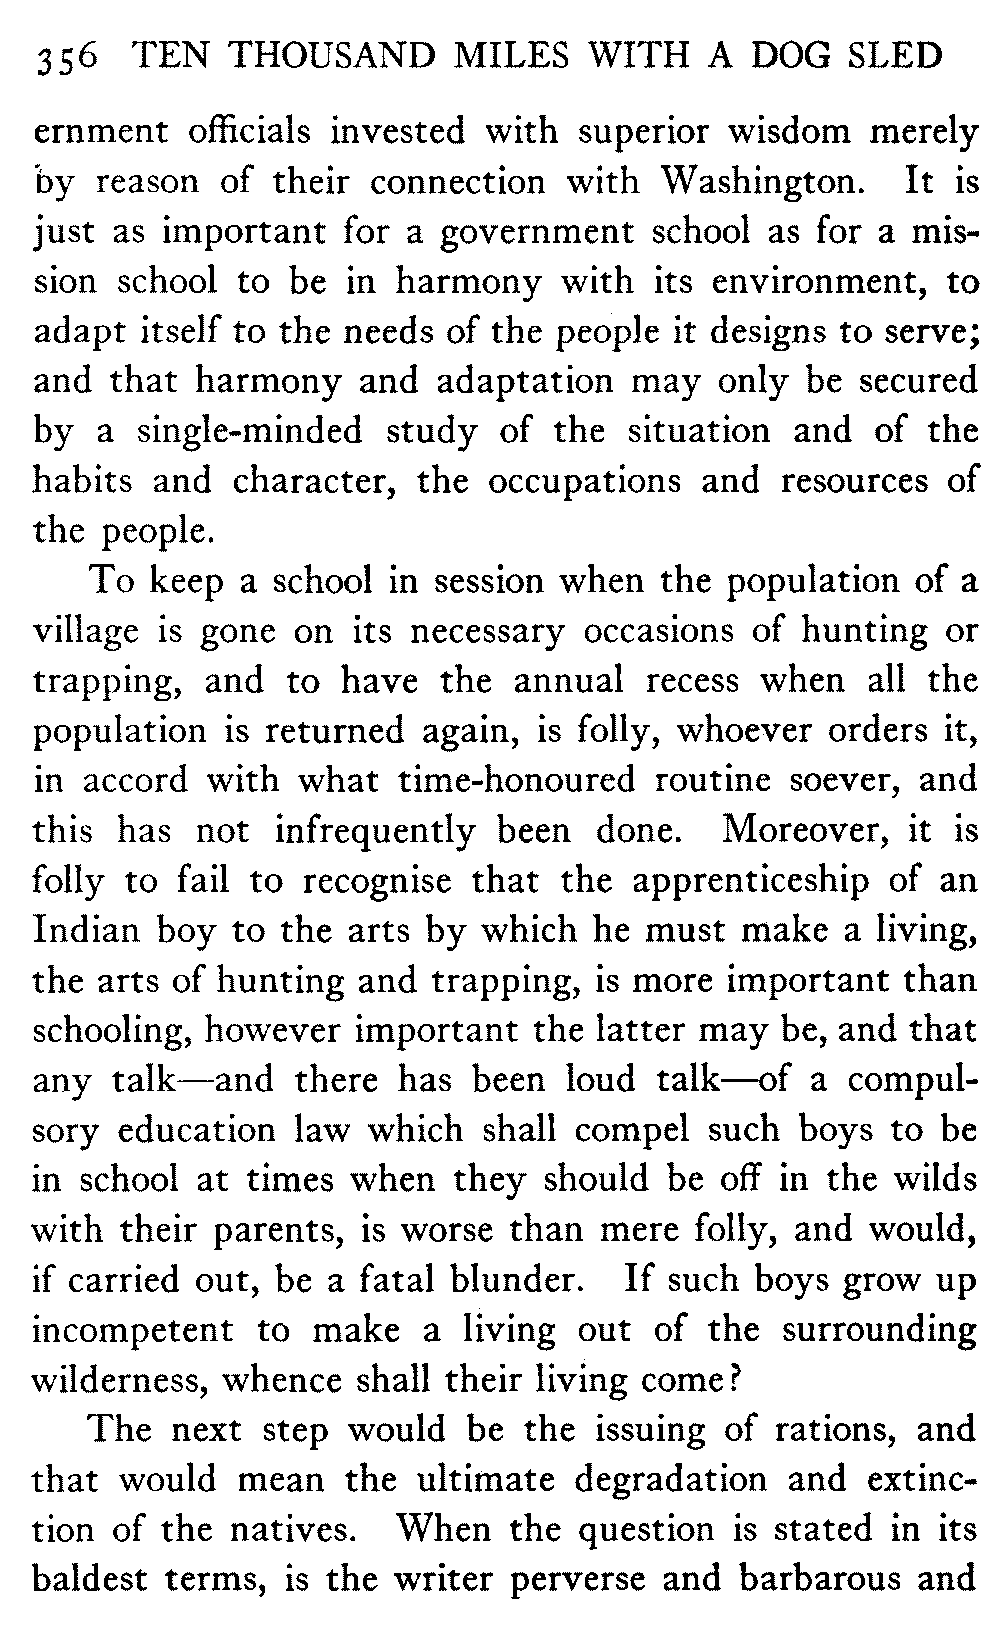 356 TEN THOUSAND MILES WITH A DOG SLED
ernment officials invested with superior wisdom merely
by reason of their connection with Washington. It is
just as important for a government school as for a mis-
sion school to be in harmony with its environment, to
adapt itself to the needs of the people it designs to serve;
and that harmony and adaptation may only be secured
by a single-minded study of the situation and of the
habits and character, the occupations and resources of
the people.
To keep a school in session when the population of a
village is gone on its necessary occasions of hunting or
trapping, and to have the annual recess when all the
population is returned again, is folly, whoever orders it,
in accord with what time-honoured routine soever, and
this has not infrequently been done. Moreover, it is
folly to fail to recognise that the apprenticeship of an
Indian boy to the arts by which he must make a living,
the arts of hunting and trapping, is more important than
schooling, however important the latter may be, and that
any talk—and there has been loud talk—of a compul-
sory education law which shall compel such boys to be
in school at times when they should be off in the wilds
with their parents, is worse than mere folly, and would,
if carried out, be a fatal blunder. If such boys grow up
incompetent to make a living out of the surrounding
wilderness, whence shall their living come?
The next step would be the issuing of rations, and
that would mean the ultimate degradation and extinc-
tion of the natives. When the question is stated in its
baldest terms, is the writer perverse and barbarous and